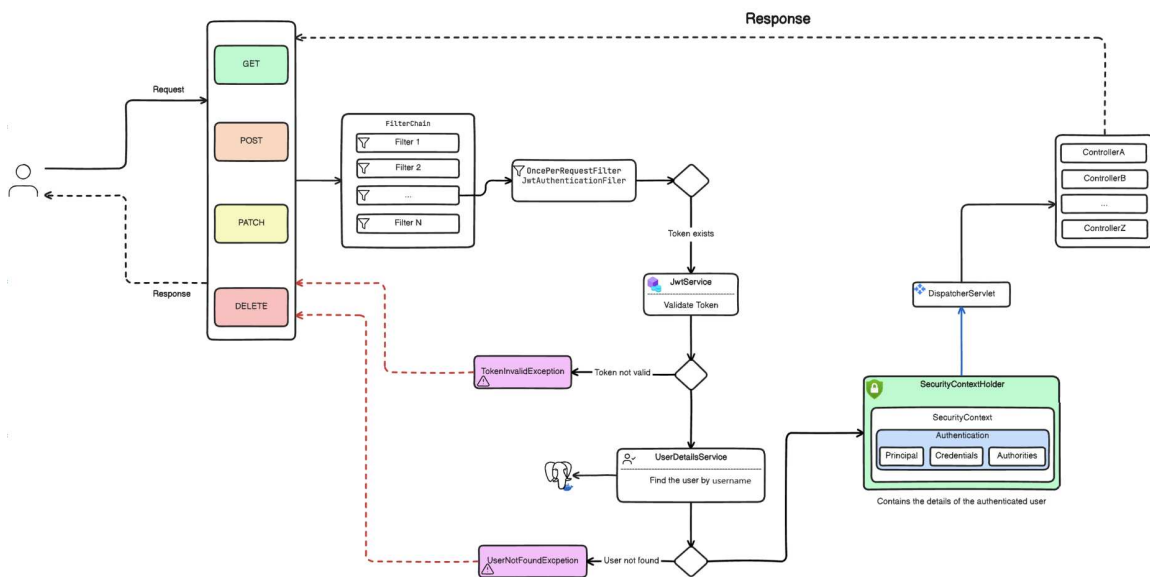 Response
GET
Request
POST
PATCH
Response
DELETE
FilterChain
Filter 1
Filter 2
...
Filter N
OncePerRequestFilter
JwtAuthenticationFiler
Token exists
JwtService
Validate Token
TokenInvalidException
Token not valid
UserDetailsService
Find the user by username
UserNotFoundExcpetion
User not found
ControllerA
ControllerB
...
ControllerZ
DispatcherServlet
SecurityContextHolder
SecurityContext
Authentication
Principal
Credentials
Authorities
Contains the details of the authenticated user